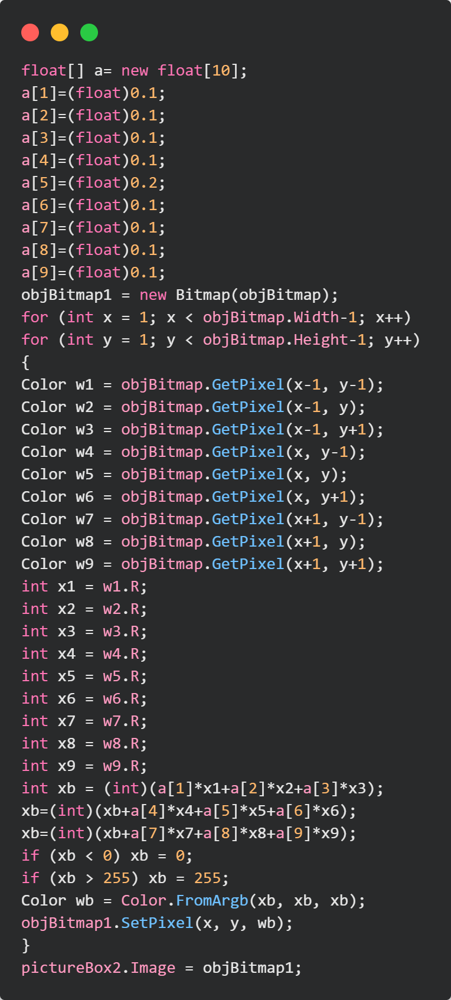 float[] a= new float[10];
a[1]=(float)0.1;
a[2]=(float)0.1;
a[3]=(float)0.1;
a[4]=(float)0.1;
a[5]=(float)0.2;
a[6]=(float)0.1;
a[7]=(float)0.1;
a[8]=(float)0.1;
a[9]=(float)0.1;
objBitmap1 = new Bitmap(objBitmap);
for (int x = 1; x < objBitmap.Width-1; x++)
for (int y = 1; y < objBitmap.Height-1; y++)
{
Color w1 = objBitmap.GetPixel(x-1, y-1);
Color w2 = objBitmap.GetPixel(x-1, y);
Color w3 = objBitmap.GetPixel(x-1, y+1);
Color w4 = objBitmap.GetPixel(x, y-1);
Color w5 = objBitmap.GetPixel(x, y);
Color w6 = objBitmap.GetPixel(x, y+1);
Color w7 = objBitmap.GetPixel(x+1, y-1);
Color w8 = objBitmap.GetPixel(x+1, y);
Color w9 = objBitmap.GetPixel(x+1, y+1);
int x1 = w1.R;
int x2 = w2.R;
int x3 = w3.R;
int x4 = w4.R;
int x5 = w5.R;
int x6 = w6.R;
int x7 = w7.R;
int x8 = w8.R;
int x9 = w9.R;
int xb = (int)(a[1]*x1+a[2]*x2+a[3]*x3);
xb=(int)(xb+a[4]*x4+a[5]*x5+a[6]*x6);
xb=(int)(xb+a[7]*x7+a[8]*x8+a[9]*x9);
if (xb < 0) xb = 0;
if (xb > 255) xb = 255;
Color wb = Color.FromArgb(xb, xb, xb);
objBitmap1.SetPixel(x, y, wb);
}
pictureBox2.Image = objBitmap1;